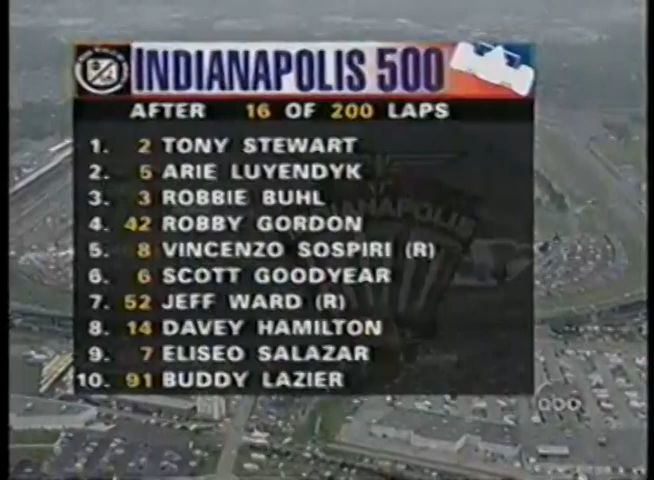 INDIANAPOLIS 500
AFTER 16 OF 200 LAPS
1. 2 TONY STEWART
2. 5 ARIE LUYENDYK
3. 3 ROBBIE BUHL
4. 42 ROBBY GORDON
5. 8 VINCENZO SOSPIRI (R)
6. 6 SCOTT GOODYEAR
7. 52 JEFF WARD (R)
8. 14 DAVEY HAMILTON
9. 7 ELISEO SALAZAR
10. 91 BUDDY LAZIER
INDIANAPOLIS
abc